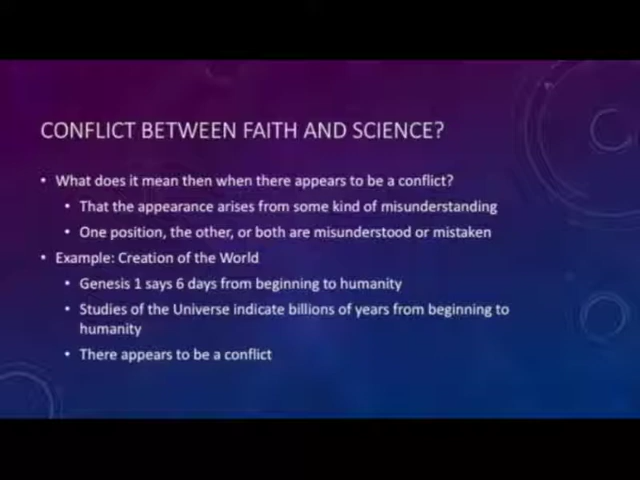 CONFLICT BETWEEN FAITH AND SCIENCE?
• What does it mean then when there appears to be a conflict?
• That the appearance arises from some kind of misunderstanding
• One position, the other, or both are misunderstood or mistaken
• Example: Creation of the World
• Genesis 1 says 6 days from beginning to humanity
• Studies of the Universe indicate billions of years from beginning to
humanity
• There appears to be a conflict